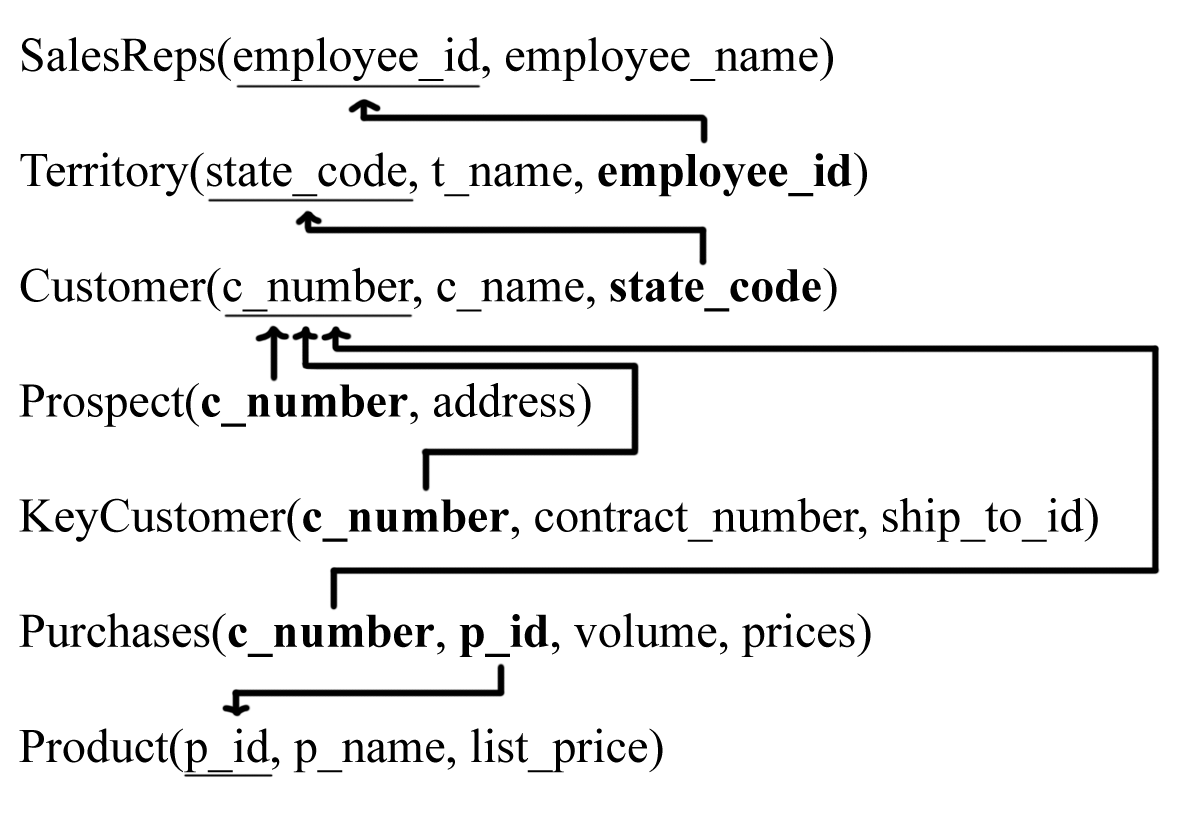 SalesReps(employee_id, employee_name)
Territory(state_code, t_name, employee_id)
Customer(c_number, c_name, state_code)
Prospect(c_number, address)
KeyCustomer(c_number, contract_number, ship_to_id)
Purchases(c_number, p_id, volume, prices)
Product(p_id, p_name, list_price)